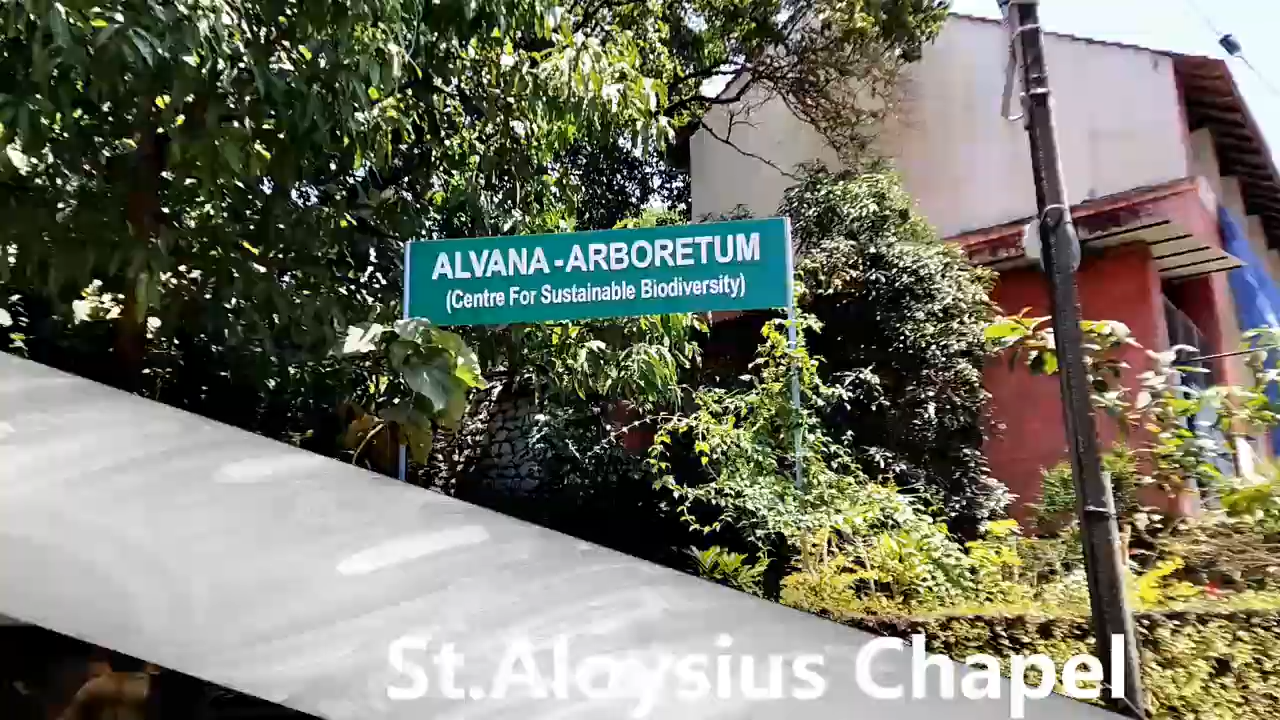 ALVANA-ARBORETUM
(Centre For Sustainable Biodiversity)
St.Aloysius Chapel